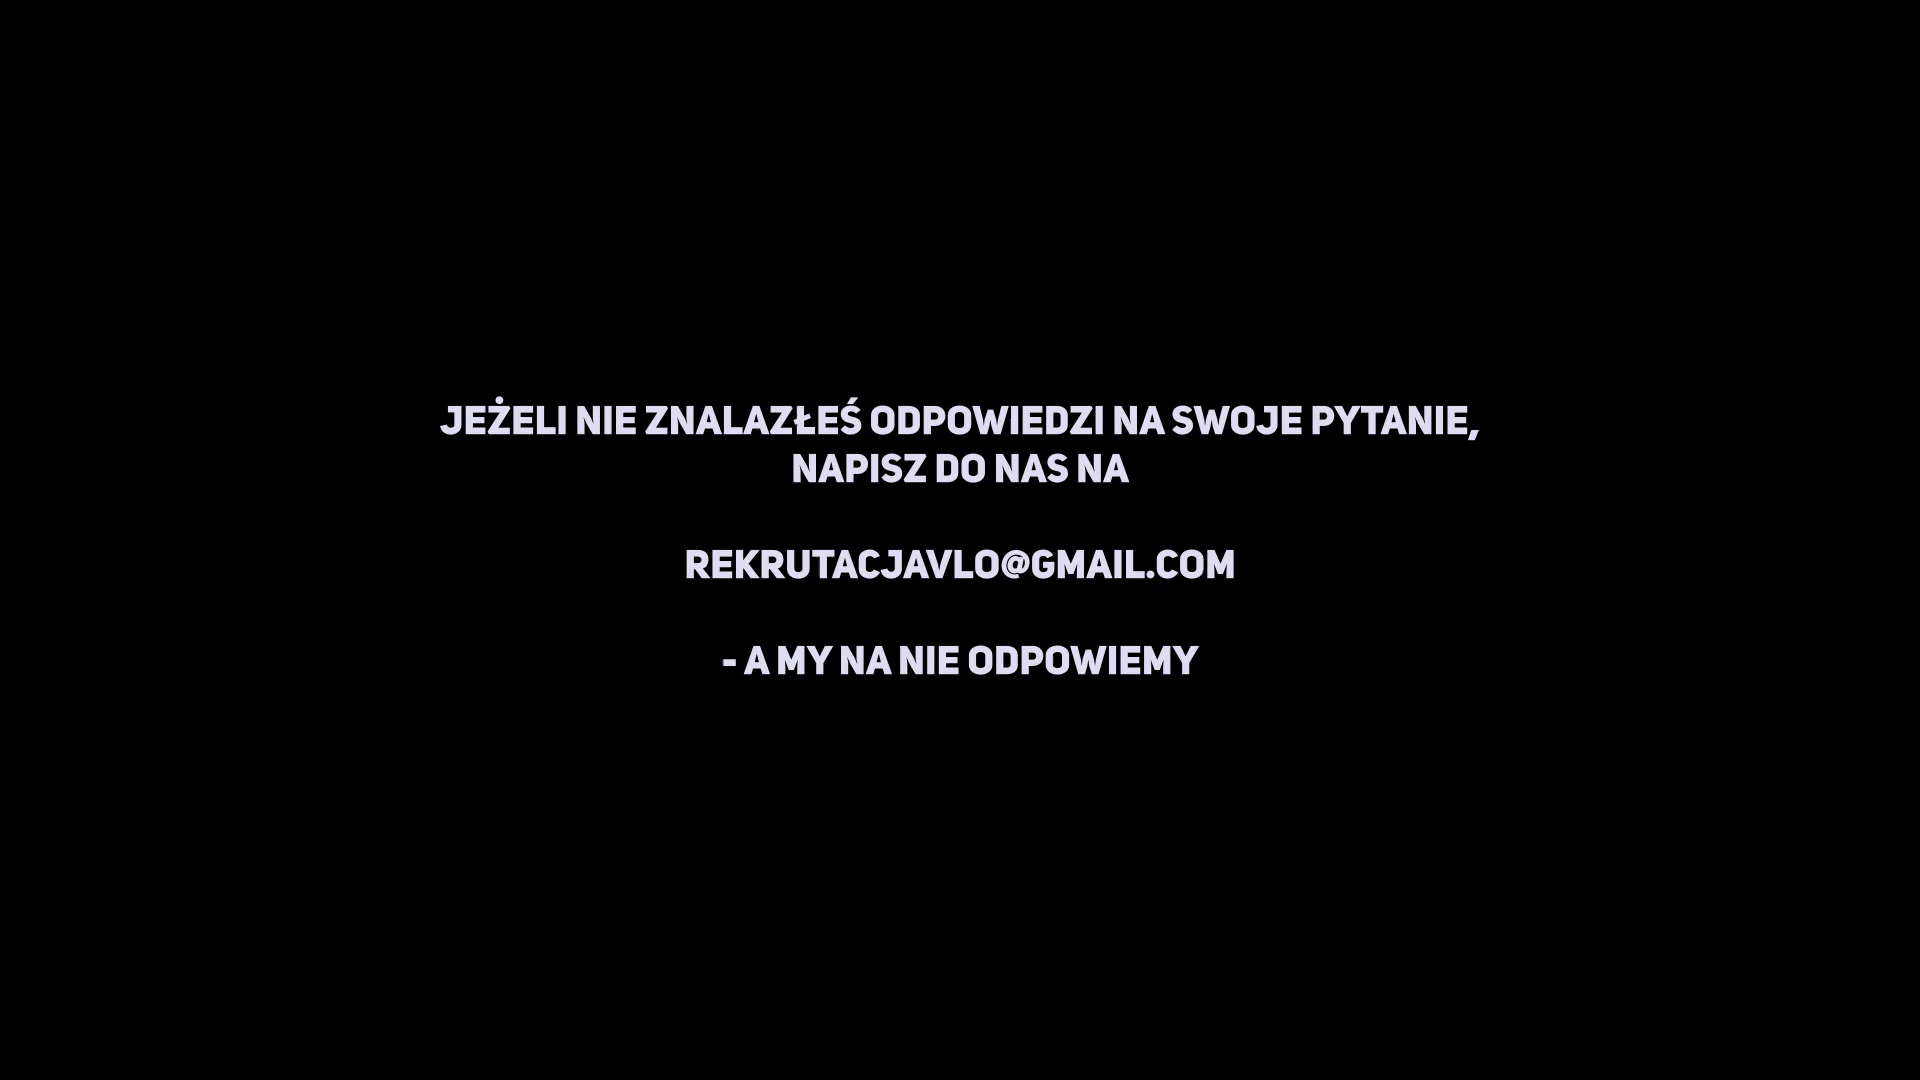 JEŻELI NIE ZNALAZŁEŚ ODPOWIEDZI NA SWOJE PYTANIE,
NAPISZ DO NAS NA
REKRUTACJAVLO@GMAIL.COM
- A MY NA NIE ODPOWIEMY